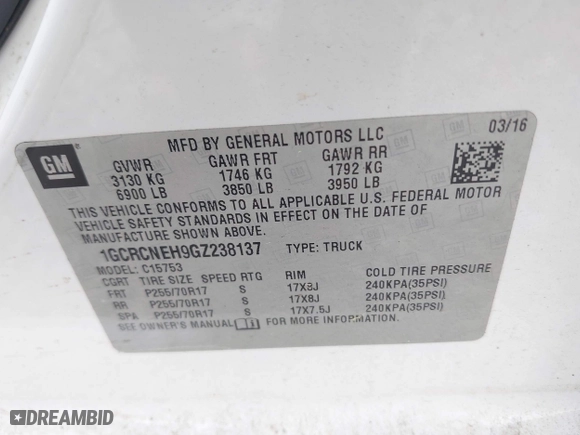 GM
MFD BY GENERAL MOTORS LLC 03/16
GVWR GAWR FRT GAWR RR
3130 KG 1746 KG 1792 KG
6900 LB 3850 LB 3950 LB
THIS VEHICLE CONFORMS TO ALL APPLICABLE U.S. FEDERAL MOTOR
VEHICLE SAFETY STANDARDS IN EFFECT ON THE DATE OF
MANUFACTURE SHOWN ABOVE.
1GCRCNEH9GZ238137 TYPE: TRUCK
MODEL: C15753
CGRT TIRE SIZE SPEED RTG RIM COLD TIRE PRESSURE
FRT P255/70R17 S 17X8J 240KPA(35PSI)
RR P255/70R17 S 17X8J 240KPA(35PSI)
SPA P255/70R17 S 17X7.5J 240KPA(35PSI)
SEE OWNER'S MANUAL FOR MORE INFORMATION.
DREAMBID